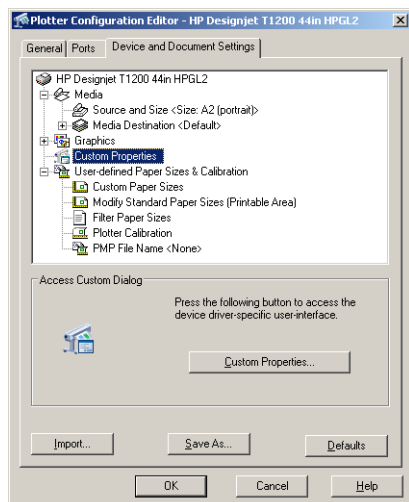 Plotter Configuration Editor - HP Designjet T1200 44in HPGL2
General Ports Device and Document Settings
HP Designjet T1200 44in HPGL2
Media
Source and Size <Size: A2 (portrait)>
Media Destination <Default>
Graphics
Custom Properties
User-defined Paper Sizes & Calibration
Custom Paper Sizes
Modify Standard Paper Sizes (Printable Area)
Filter Paper Sizes
Plotter Calibration
PMP File Name <None>
Access Custom Dialog
Press the following button to access the
device driver-specific user-interface.
Custom Properties...
Import... Save As... Defaults
OK Cancel Help